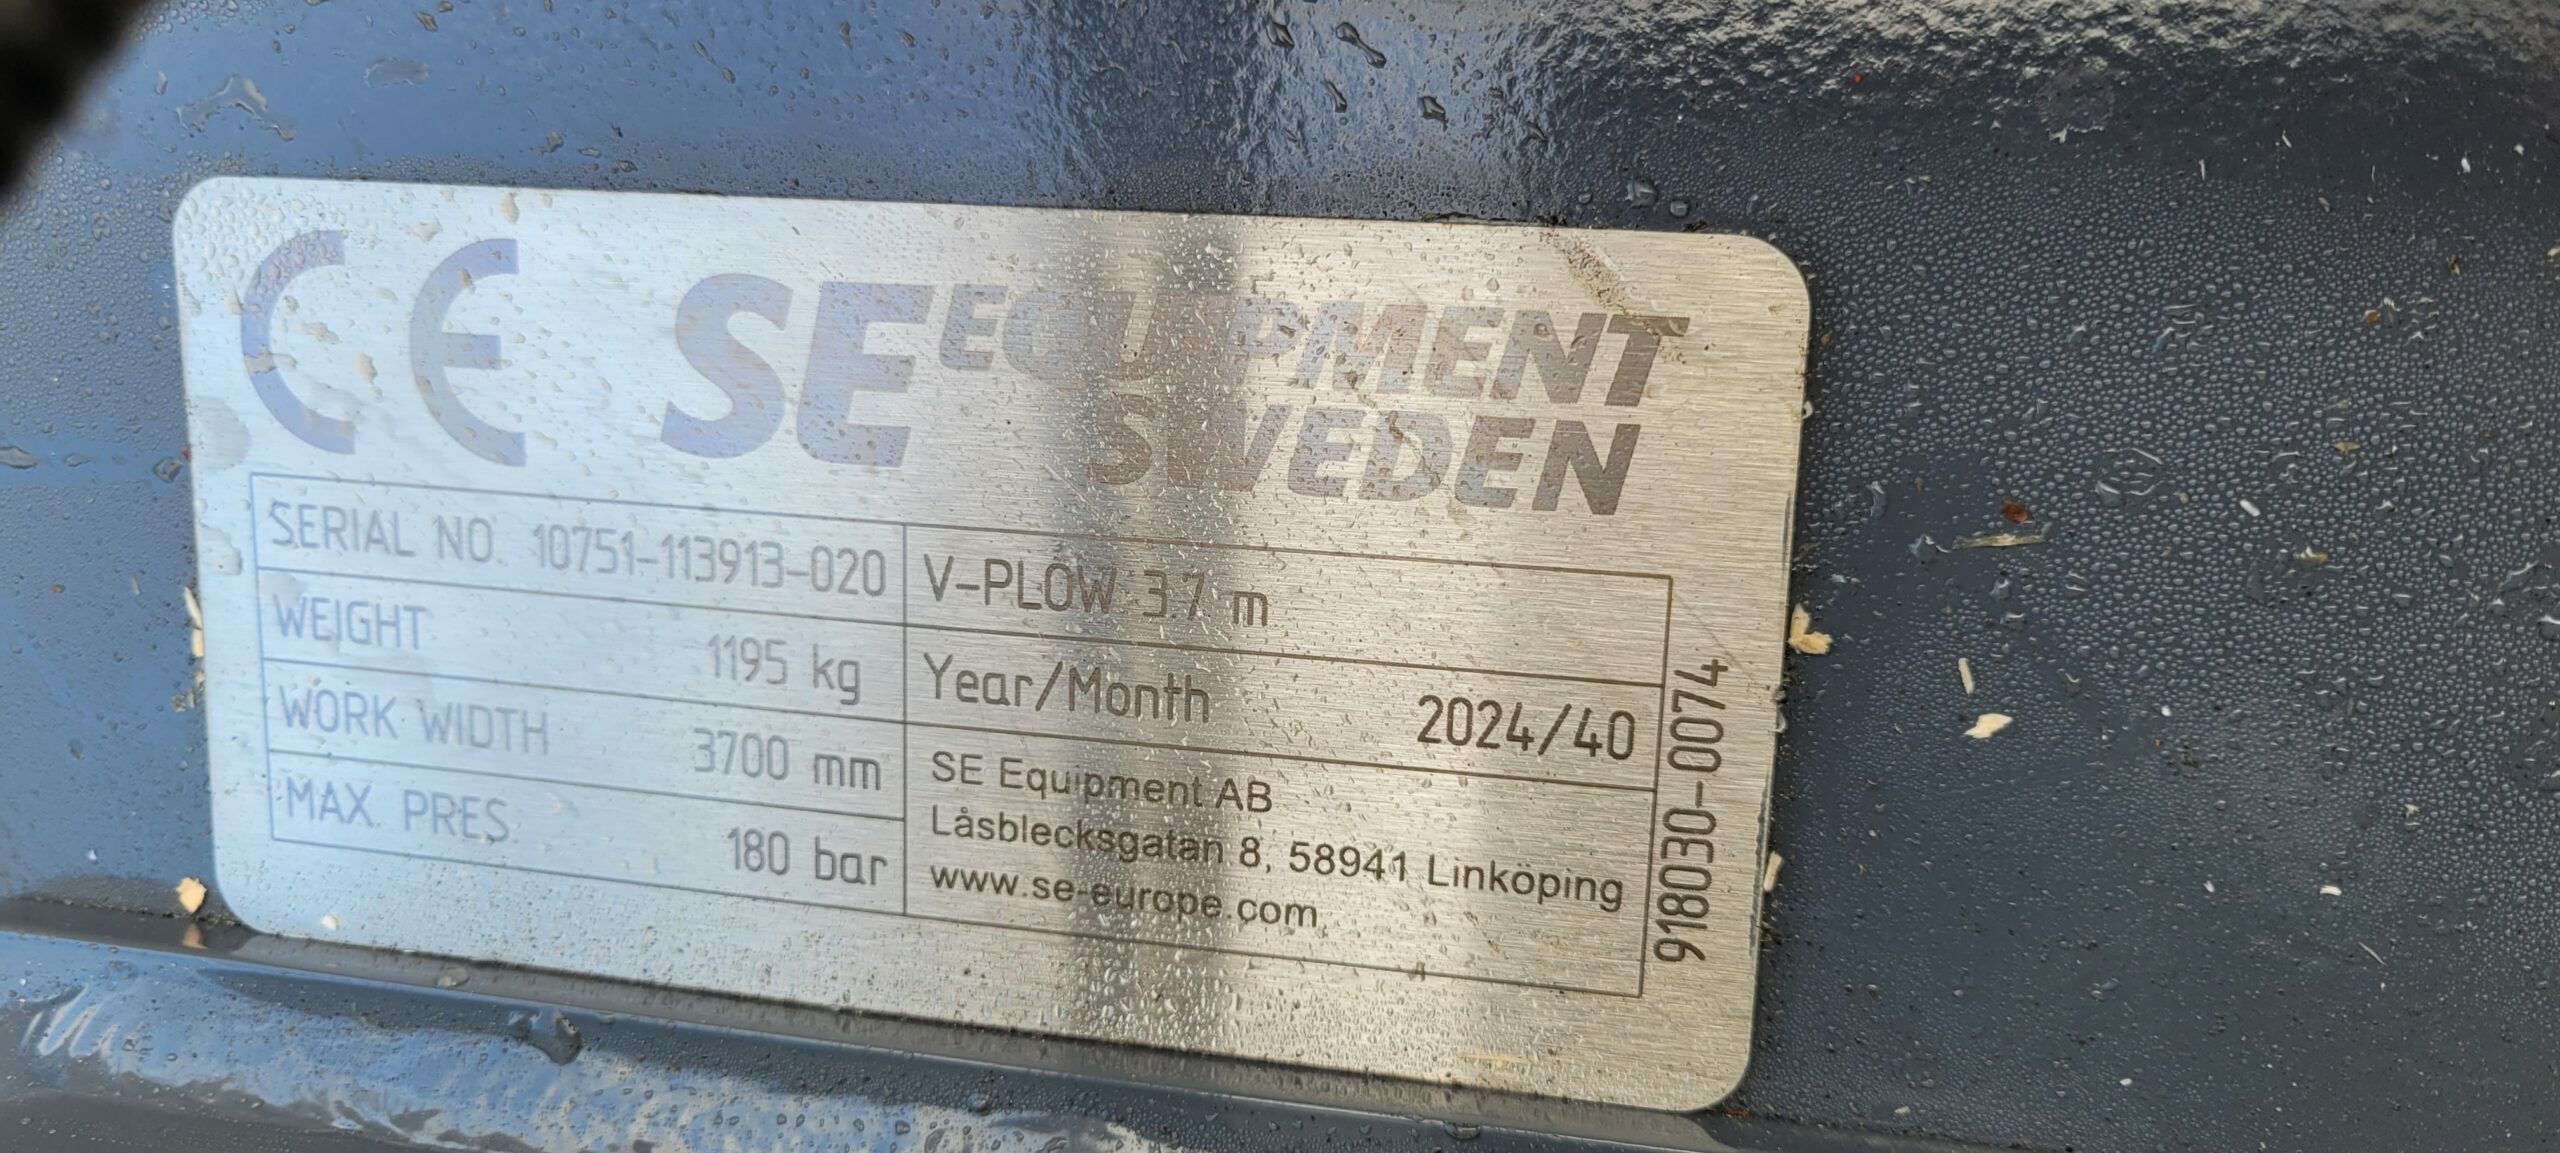 CE SE EQUIPMENT
SWEDEN
SERIAL NO. 10751-113913-020
WEIGHT 1195 kg
WORK WIDTH 3700 mm
MAX. PRES. 180 bar
V-PLOW 3.7 m
Year/Month 2024/40
SE Equipment AB
Låsblecksgatan 8, 58941 Linköping
www.se-europe.com
918030-0074